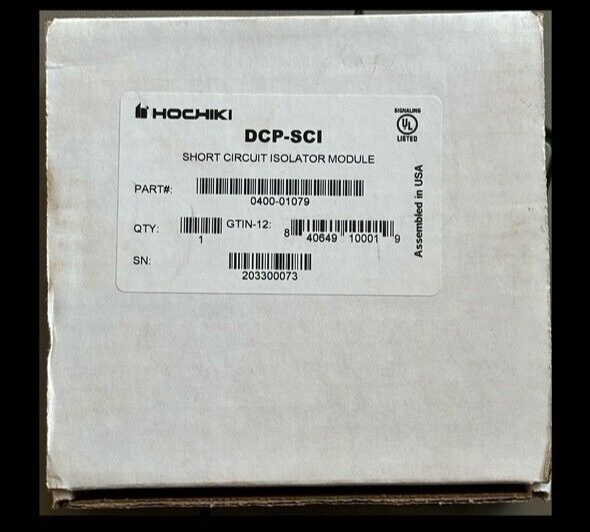 HOCHIKI
SIGNALING
UL
LISTED
DCP-SCI
SHORT CIRCUIT ISOLATOR MODULE
PART#:
0400-01079
QTY:
1
GTIN-12:
8 40649 10001 9
SN:
203300073
Assembled in USA